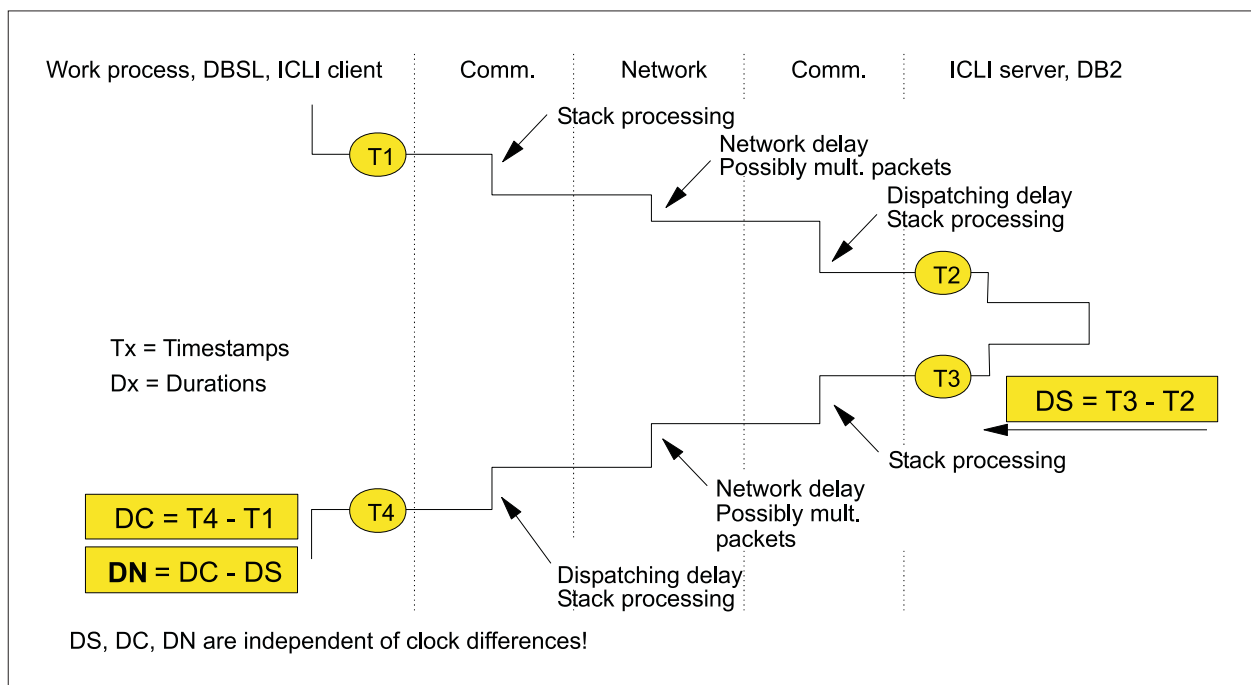 Work process, DBSL, ICLI client
Comm.
Network
Comm.
ICLI server, DB2
Stack processing
T1
Network delay
Possibly mult. packets
Dispatching delay
Stack processing
T2
Tx = Timestamps
Dx = Durations
T3
DS = T3 - T2
Stack processing
Network delay
Possibly mult.
packets
T4
DC = T4 - T1
DN = DC - DS
Dispatching delay
Stack processing
DS, DC, DN are independent of clock differences!